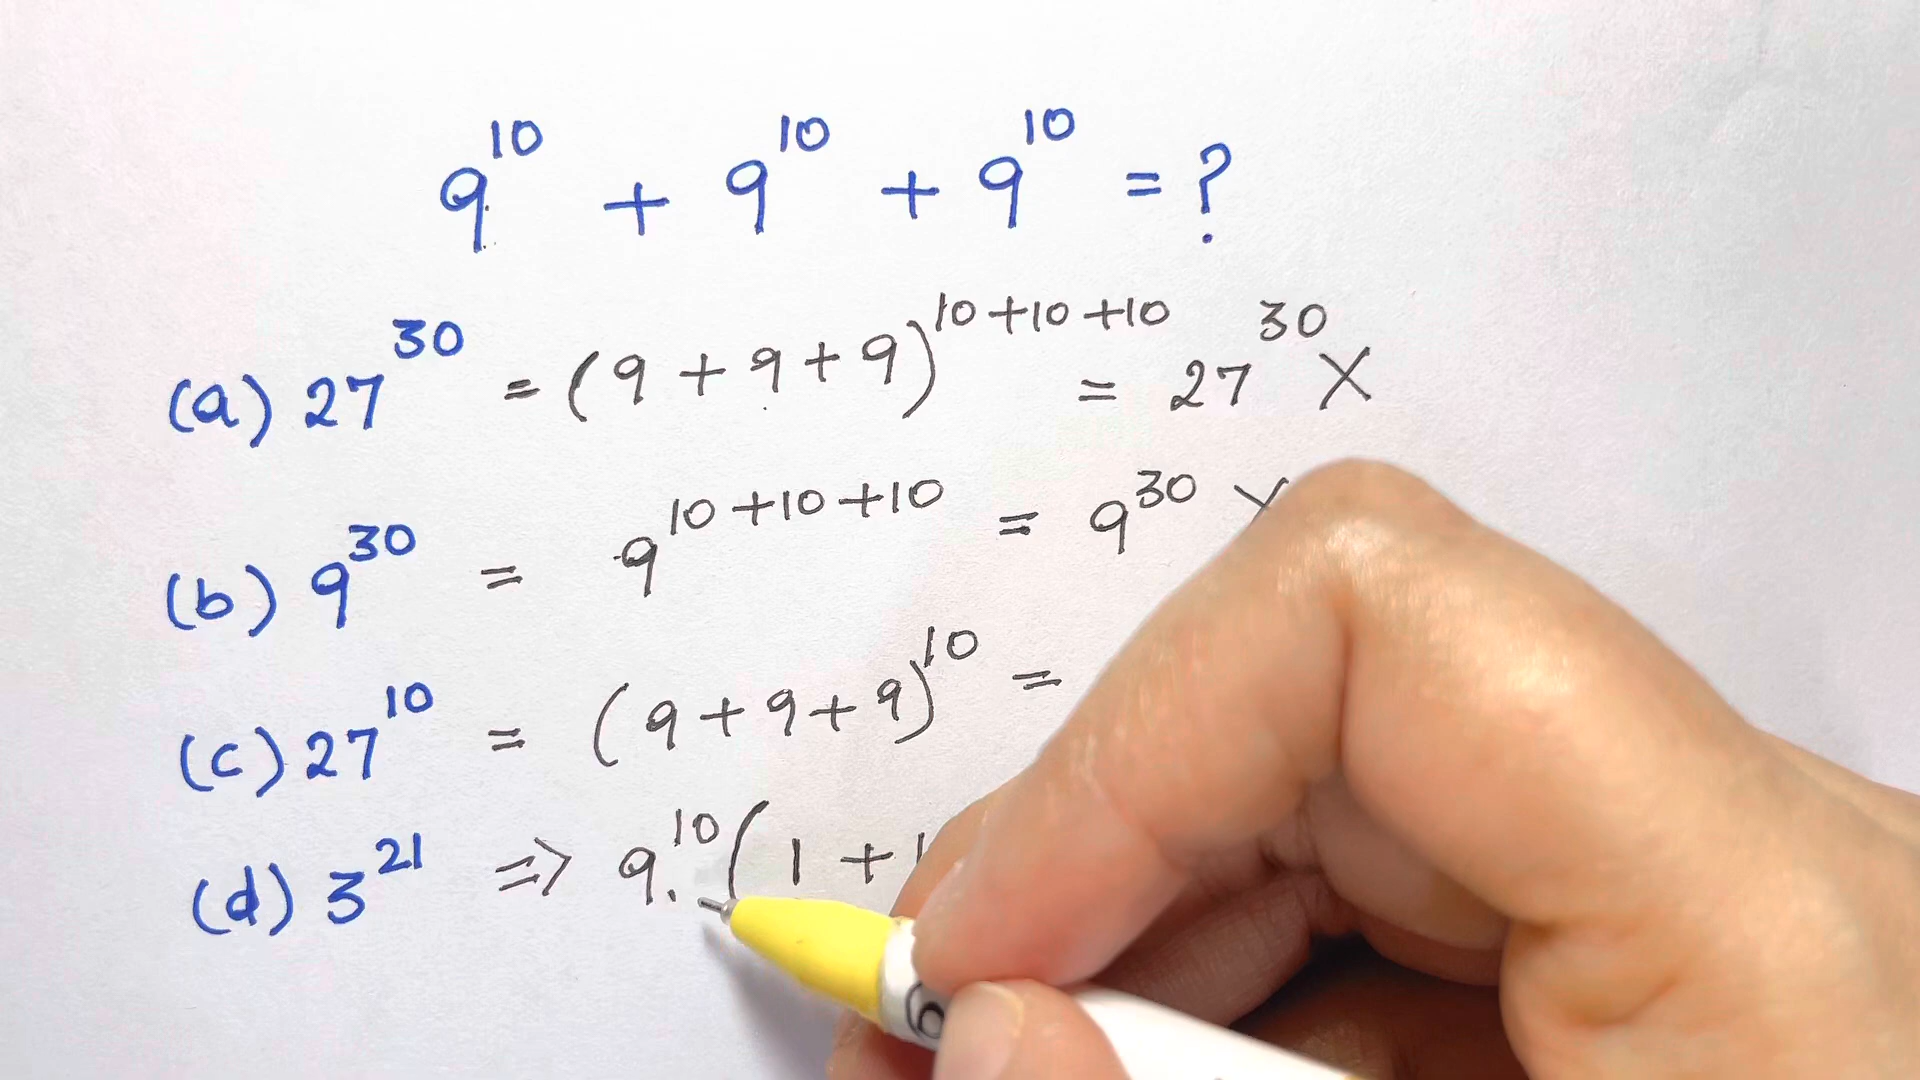 9^10 + 9^10 + 9^10 = ?
(a) 27^30 = (9 + 9 + 9)^10+10+10 = 27^30 X
(b) 9^30 = 9^10+10+10 = 9^30
(c) 27^10 = (9 + 9 + 9)^10 =
(d) 3^21 => 9^10 (1 +
6